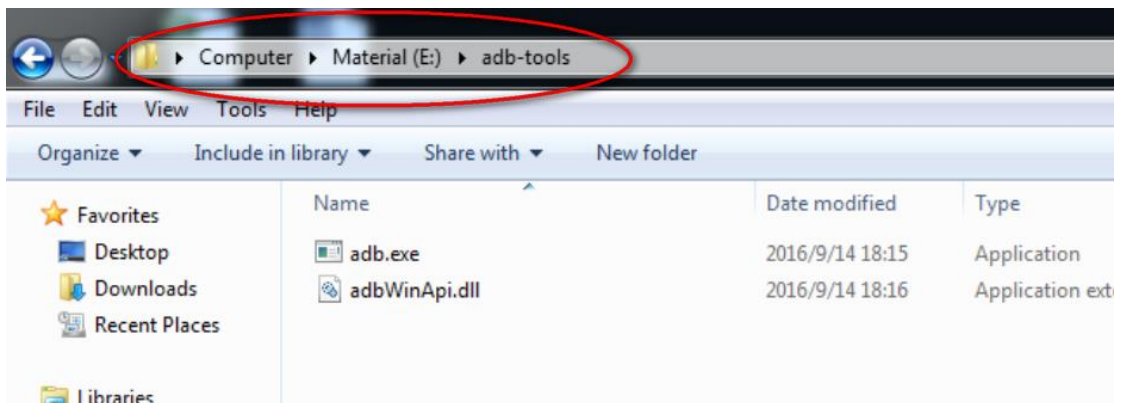 Computer ▸ Material (E:) ▸ adb-tools
File Edit View Tools Help
Organize Include in library Share with New folder
Name Date modified Type
Favorites
Desktop
Downloads
Recent Places
Libraries
adb.exe 2016/9/14 18:15 Application
adbWinApi.dll 2016/9/14 18:16 Application ext